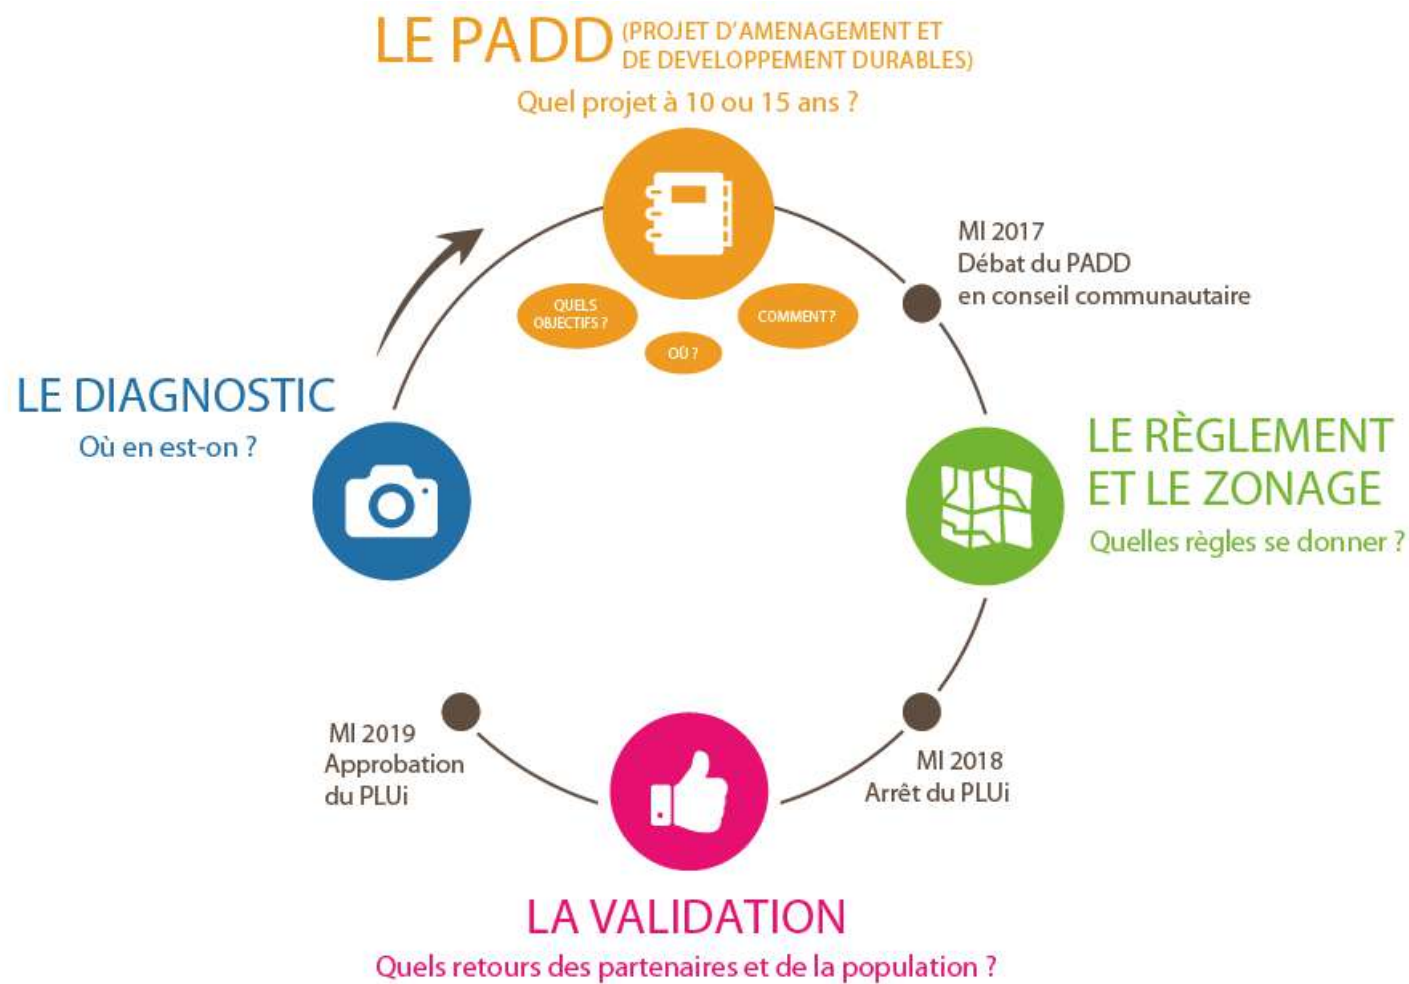 LE PADD (PROJET D'AMENAGEMENT ET
DE DEVELOPPEMENT DURABLES)
Quel projet à 10 ou 15 ans ?
QUELS
OBJECTIFS ?
OÙ ?
COMMENT ?
MI 2017
Débat du PADD
en conseil communautaire
LE DIAGNOSTIC
Où en est-on ?
LE RÈGLEMENT
ET LE ZONAGE
Quelles règles se donner ?
MI 2019
Approbation
du PLUi
MI 2018
Arrêt du PLUi
LA VALIDATION
Quels retours des partenaires et de la population ?